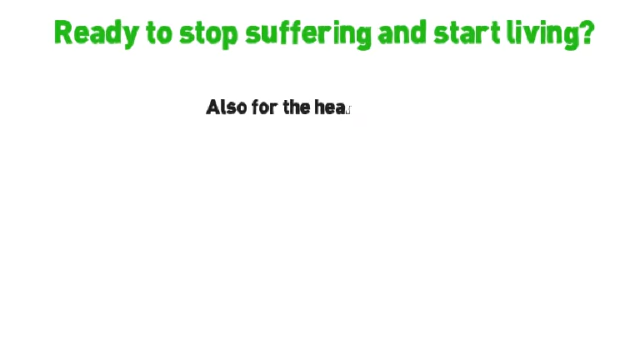 Ready to stop suffering and start living?
Also for the hea